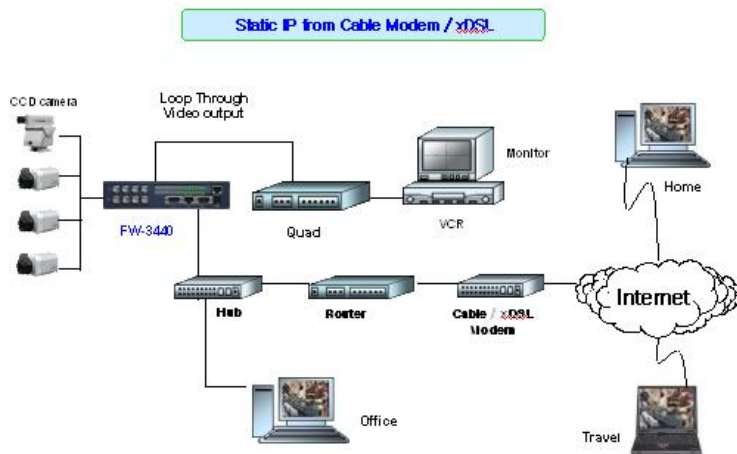 Static IP from Cable Modem / xDSL
CCD camera
Loop Through
Video output
Monitor
Home
FW-3440
Quad
VCR
Internet
Hub
Router
Cable / xDSL
Modem
Office
Travel